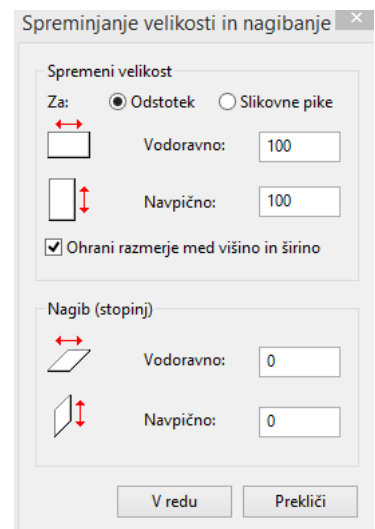 Spreminjanje velikosti in nagibanje
Spremeni velikost
Za: Odstotek Slikovne pike
Vodoravno: 100
Navpično: 100
Ohrani razmerje med višino in širino
Nagib (stopinj)
Vodoravno: 0
Navpično: 0
V redu Prekliči